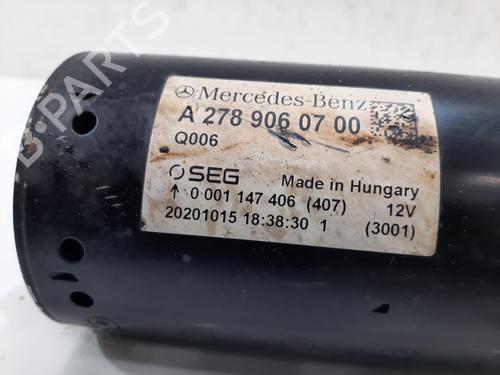 Mercedes-Benz
A 278 906 07 00
Q006
SEG Made in Hungary
↑ 0 001 147 406 (407) 12V
20201015 18:38:30 1 (3001)